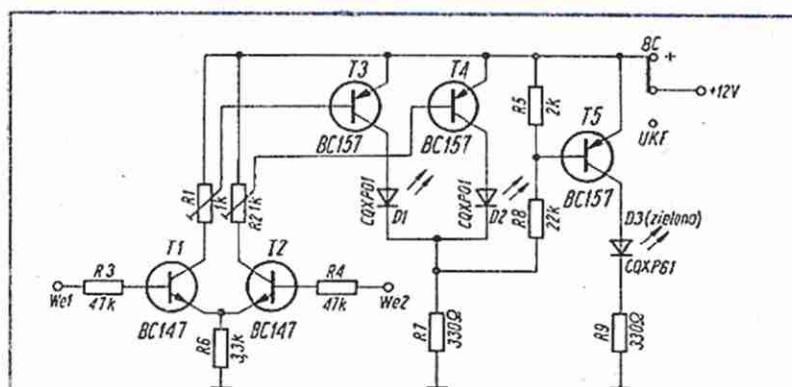 BC +
+12V
UKF
T3
BC157
T4
BC157
R5
2k
T5
BC157
R1
1k
R2 1k
CQXP01
D1
CQXP01
D2
R8
22k
D3 (zielona)
CQXP61
T1
BC147
T2
BC147
We1
R3
47k
R4
47k
We2
R6
3,3k
R7
330Ω
R9
330Ω